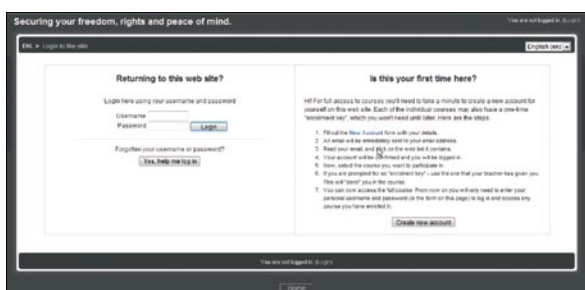 Securing your freedom, rights and peace of mind.
You are not logged in. (Login)
EHL ► Login to the site
English (en)
Returning to this web site?
Login here using your username and password
Username
Password
Login
Forgotten your username or password?
Yes, help me log in
Is this your first time here?
Hi! For full access to courses you'll need to take a minute to create a new account for
yourself on this web site. Each of the individual courses may also have a one-time
"enrolment key", which you won't need until later. Here are the steps:
1. Fill out the New Account form with your details.
2. An email will be immediately sent to your email address.
3. Read your email, and click on the web link it contains.
4. Your account will be confirmed and you will be logged in.
5. Now, select the course you want to participate in.
6. If you are prompted for an "enrolment key" - use the one that your teacher has given you.
This will "enrol" you in the course.
7. You can now access the full course. From now on you will only need to enter your
personal username and password (in the form on this page) to log in and access any
course you have enrolled in.
Create new account
You are not logged in. (Login)
Home